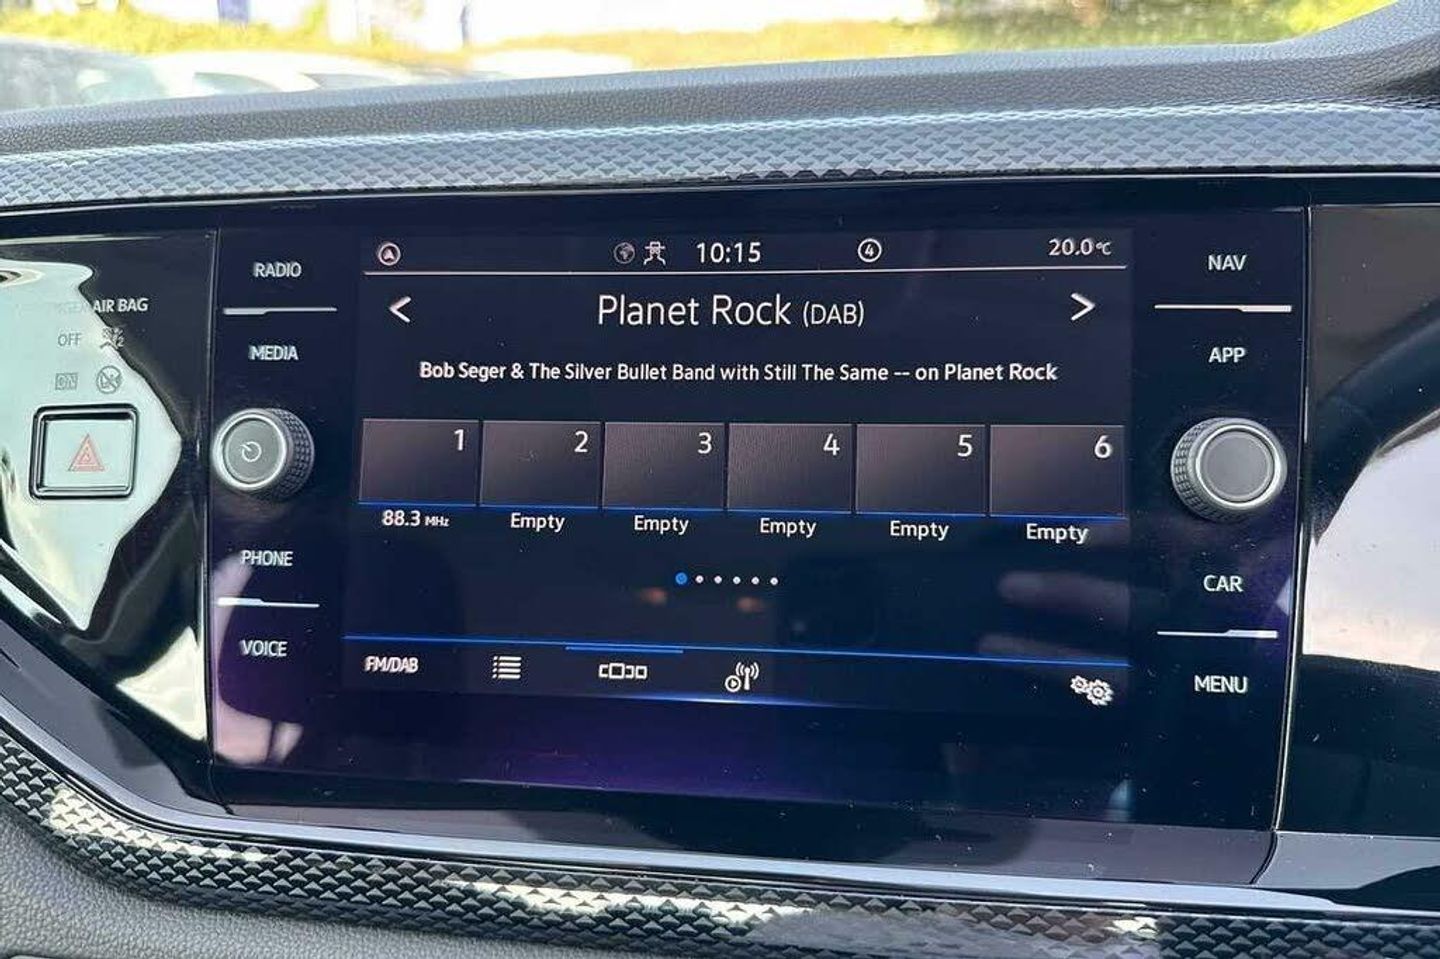 10:15
4
20.0°C
RADIO
NAV
AIR BAG
Planet Rock (DAB)
OFF
MEDIA
APP
Bob Seger & The Silver Bullet Band with Still The Same -- on Planet Rock
ON
1 2 3 4 5 6
88.3 MHz Empty Empty Empty Empty Empty
PHONE
CAR
VOICE
FM/DAB
MENU